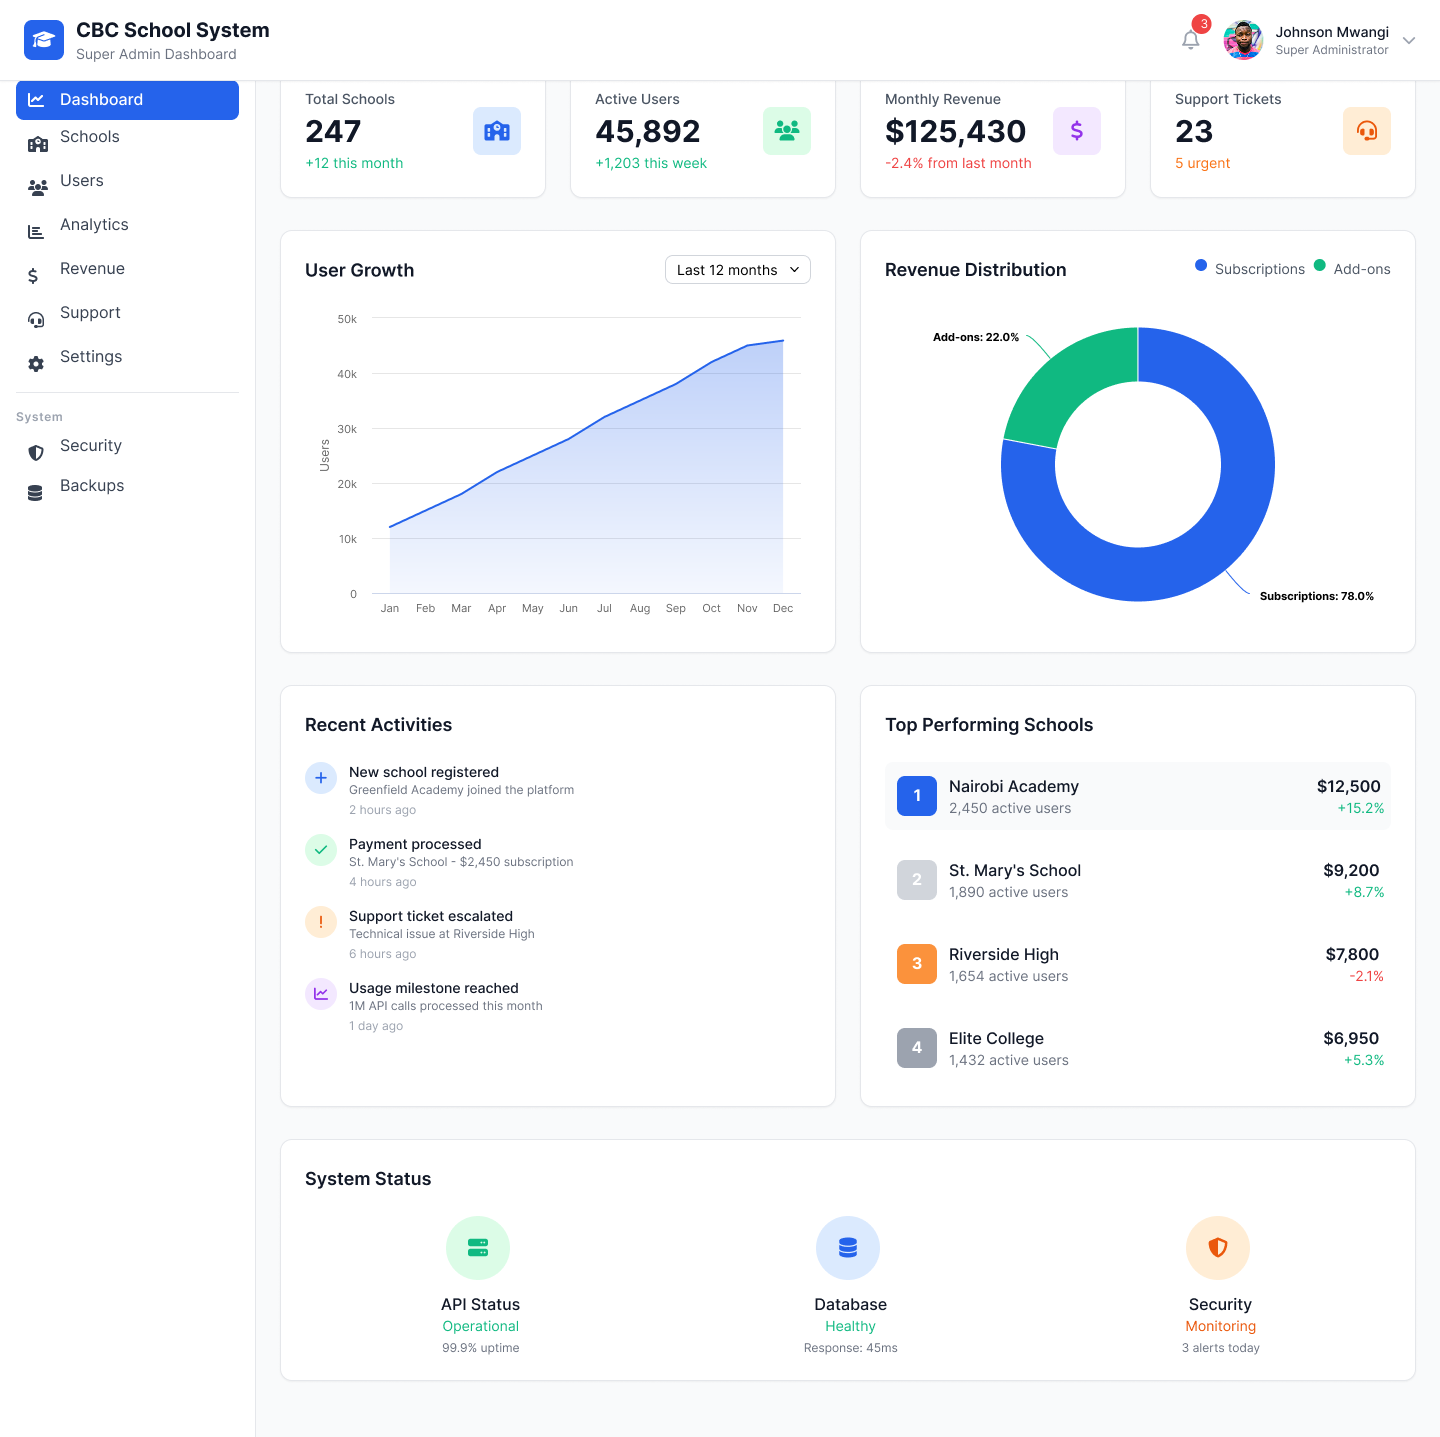 CBC School System
Super Admin Dashboard
3
Johnson Mwangi
Super Administrator
Dashboard
Schools
Users
Analytics
Revenue
Support
Settings
System
Security
Backups
Total Schools
247
+12 this month
Active Users
45,892
+1,203 this week
Monthly Revenue
$125,430
-2.4% from last month
$
Support Tickets
23
5 urgent
User Growth
Last 12 months
50k
40k
30k
20k
10k
0
Users
Jan Feb Mar Apr May Jun Jul Aug Sep Oct Nov Dec
Revenue Distribution
Subscriptions Add-ons
Add-ons: 22.0%
Subscriptions: 78.0%
Recent Activities
New school registered
Greenfield Academy joined the platform
2 hours ago
Payment processed
St. Mary's School - $2,450 subscription
4 hours ago
Support ticket escalated
Technical issue at Riverside High
6 hours ago
Usage milestone reached
1M API calls processed this month
1 day ago
Top Performing Schools
1
Nairobi Academy
2,450 active users
$12,500
+15.2%
2
St. Mary's School
1,890 active users
$9,200
+8.7%
3
Riverside High
1,654 active users
$7,800
-2.1%
4
Elite College
1,432 active users
$6,950
+5.3%
System Status
API Status
Operational
99.9% uptime
Database
Healthy
Response: 45ms
Security
Monitoring
3 alerts today